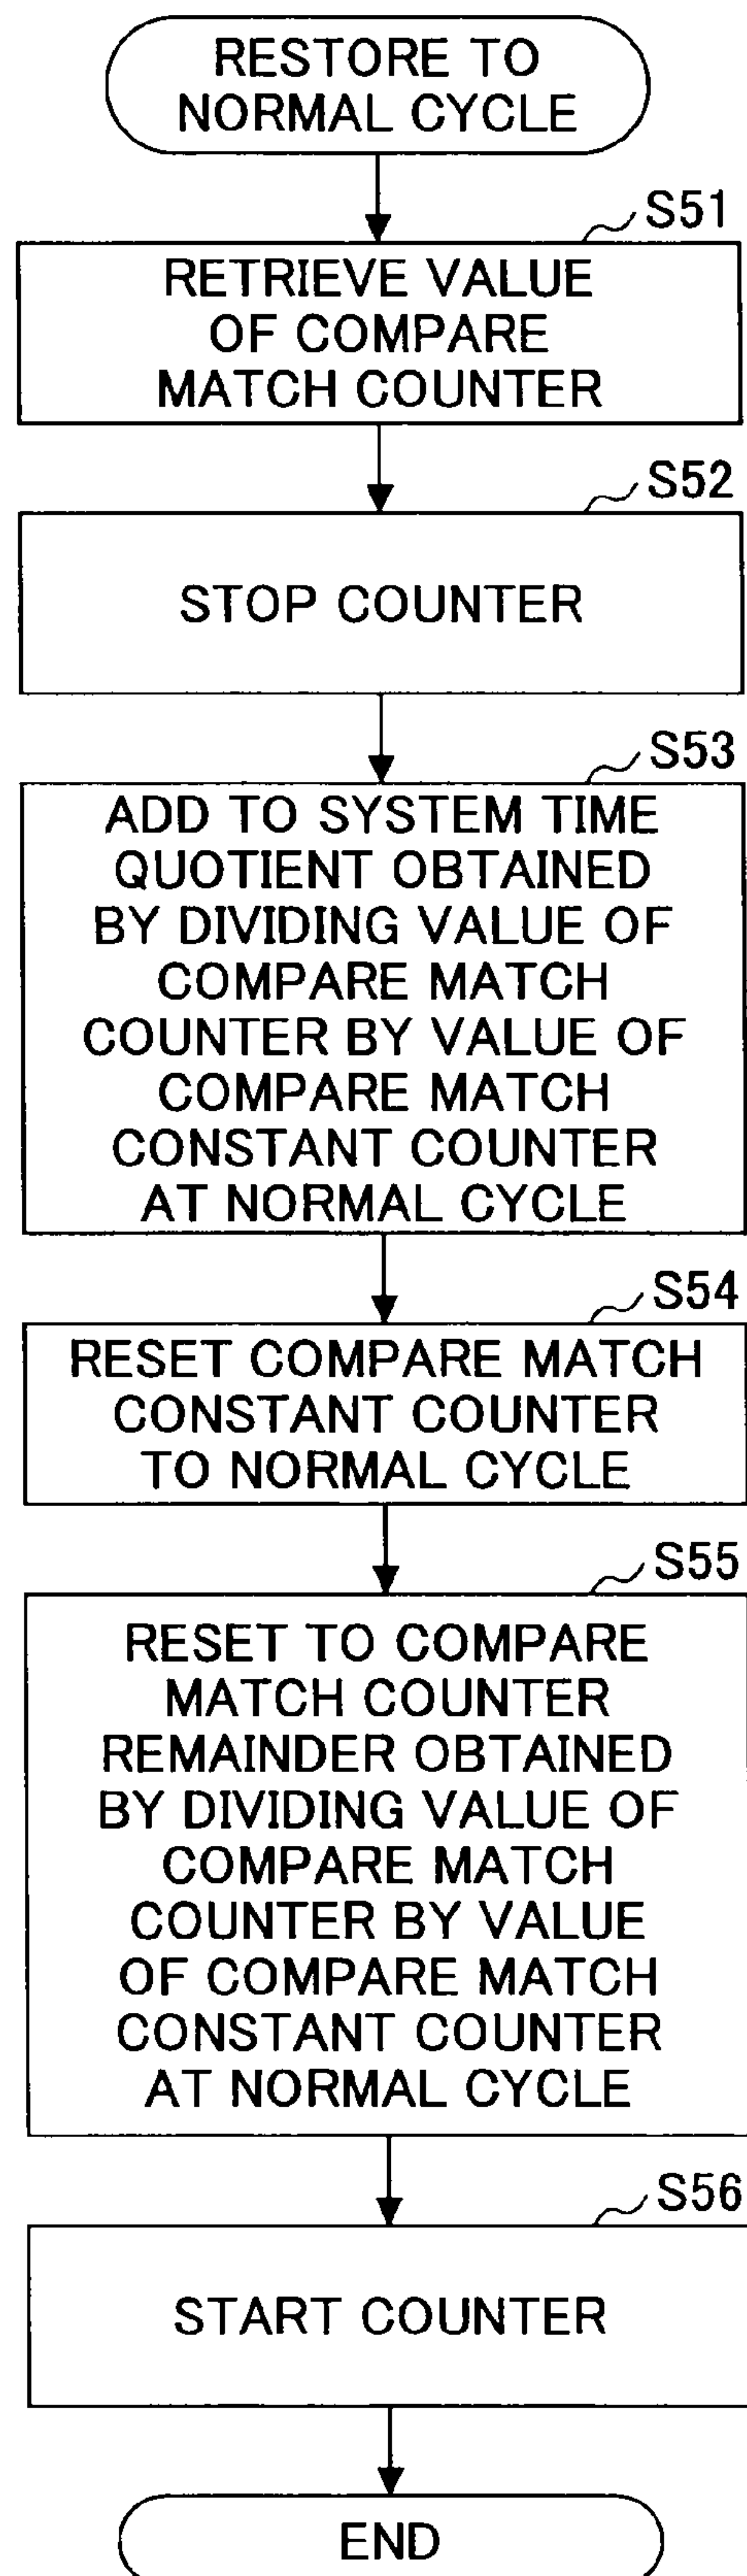 RESTORE TO
NORMAL CYCLE
S51
RETRIEVE VALUE
OF COMPARE
MATCH COUNTER
S52
STOP COUNTER
S53
ADD TO SYSTEM TIME
QUOTIENT OBTAINED
BY DIVIDING VALUE OF
COMPARE MATCH
COUNTER BY VALUE OF
COMPARE MATCH
CONSTANT COUNTER
AT NORMAL CYCLE
S54
RESET COMPARE MATCH
CONSTANT COUNTER
TO NORMAL CYCLE
S55
RESET TO COMPARE
MATCH COUNTER
REMAINDER OBTAINED
BY DIVIDING VALUE OF
COMPARE MATCH
COUNTER BY VALUE
OF COMPARE MATCH
CONSTANT COUNTER
AT NORMAL CYCLE
S56
START COUNTER
END